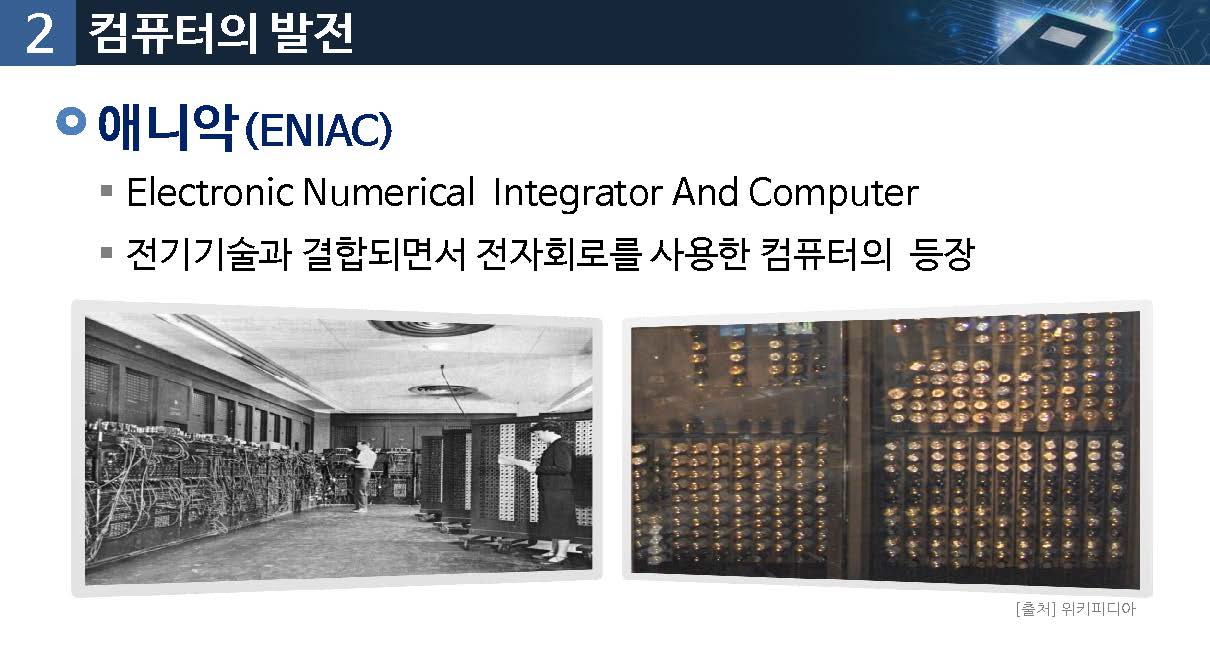 2 컴퓨터의 발전
애니악(ENIAC)
Electronic Numerical Integrator And Computer
전기기술과 결합되면서 전자회로를 사용한 컴퓨터의 등장
[출처] 위키피디아